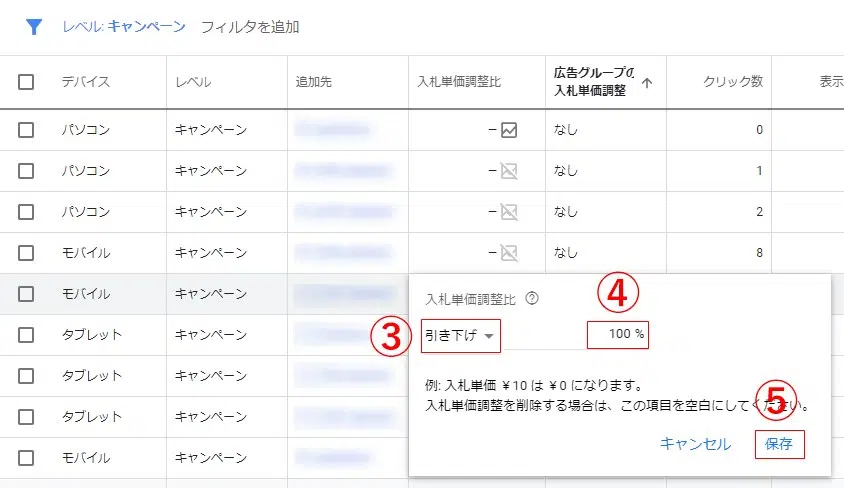 レベル: キャンペーン フィルタを追加
デバイス レベル 追加先 入札単価調整比 広告グループの入札単価調整 クリック数 表示
パソコン キャンペーン – なし 0
パソコン キャンペーン – なし 1
パソコン キャンペーン – なし 2
モバイル キャンペーン – なし 8
モバイル キャンペーン
タブレット キャンペーン
タブレット キャンペーン
タブレット キャンペーン
モバイル キャンペーン
入札単価調整比
④
③ 引き下げ 100 %
例: 入札単価 ¥10 は ¥0 になります。
入札単価調整を削除する場合は、この項目を空白にしてください。
⑤
キャンセル 保存